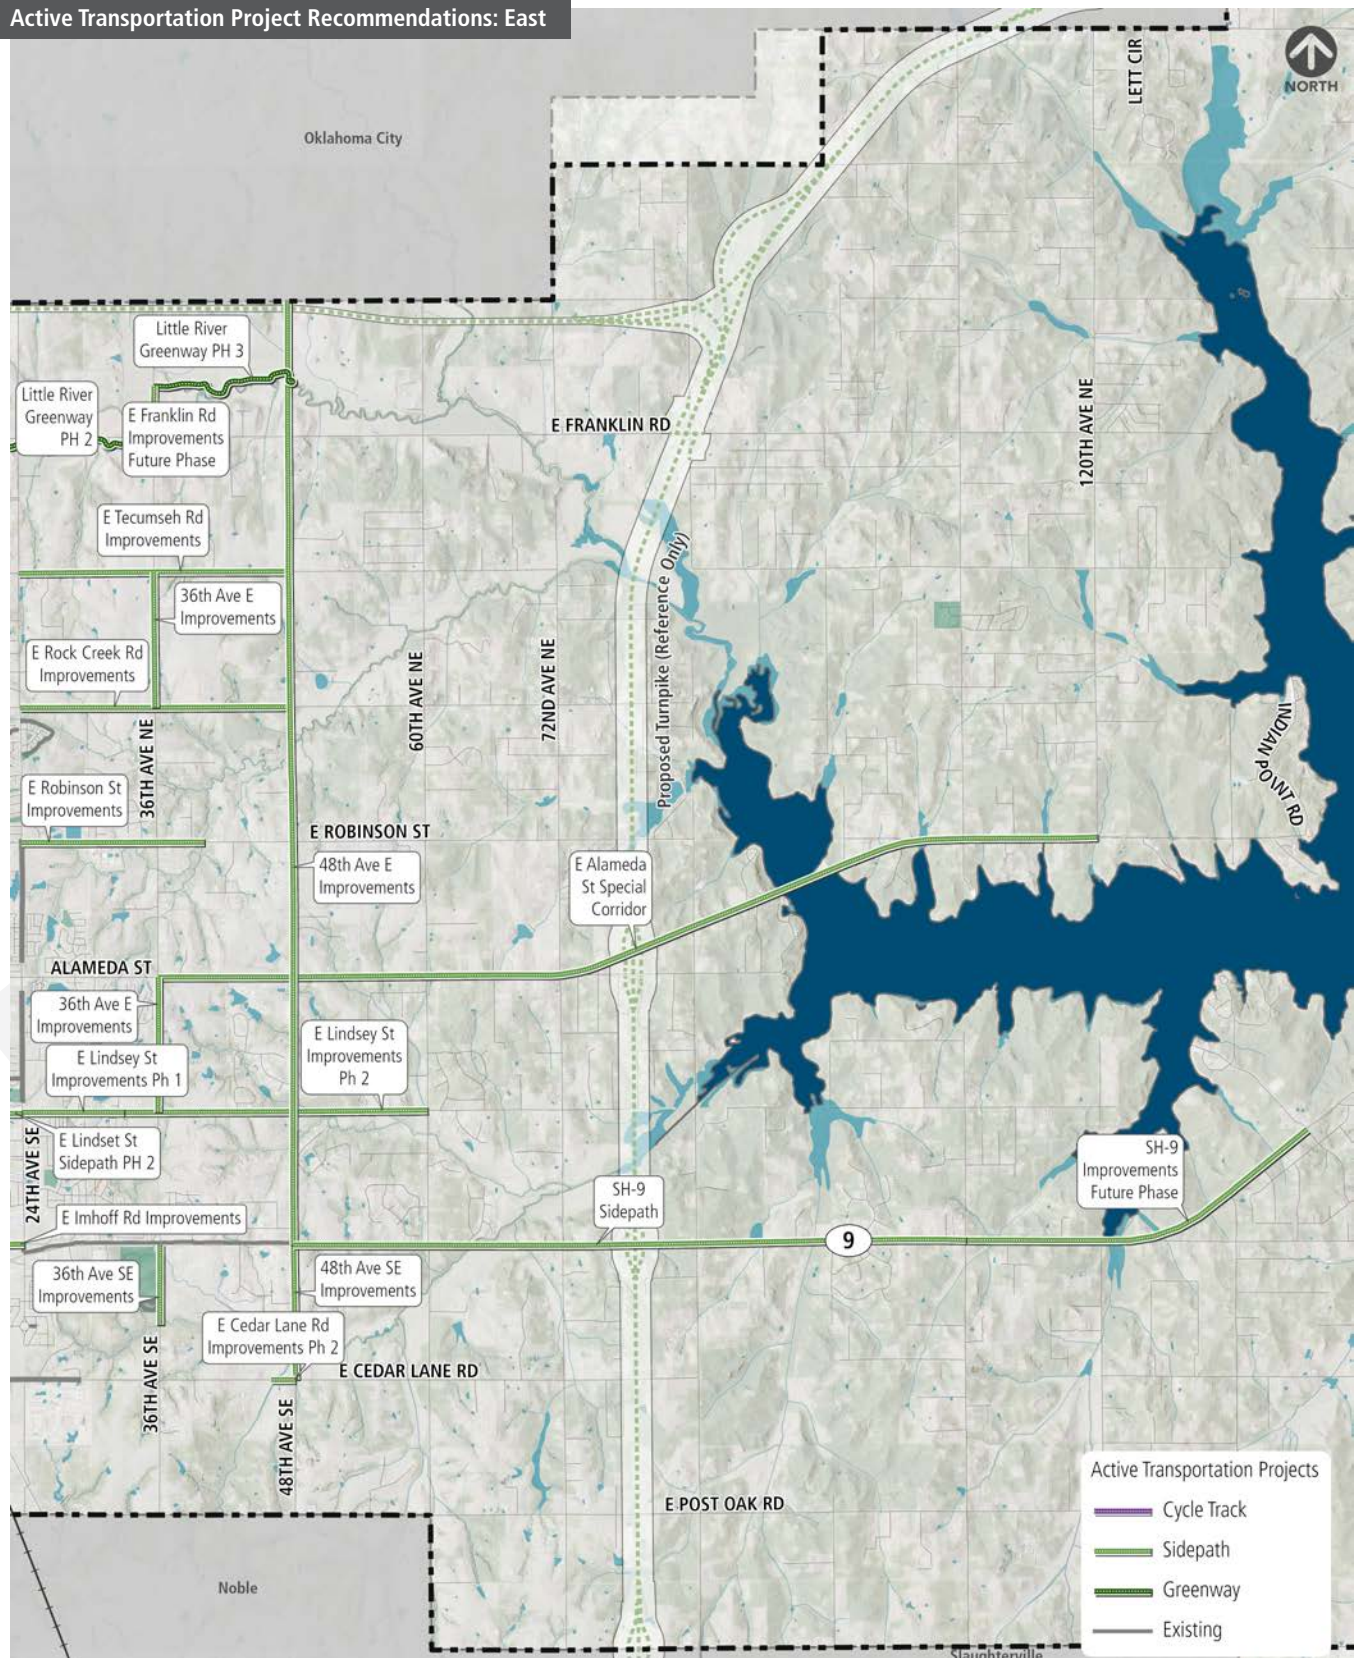 Active Transportation Project Recommendations: East
NORTH
LETT CIR
Oklahoma City
Little River
Greenway PH 3
Little River
Greenway
PH 2
E Franklin Rd
Improvements
Future Phase
E FRANKLIN RD
120TH AVE NE
E Tecumseh Rd
Improvements
36th Ave E
Improvements
E Rock Creek Rd
Improvements
60TH AVE NE
72ND AVE NE
Proposed Turnpike (Reference Only)
36TH AVE NE
INDIAN POINT RD
E Robinson St
Improvements
E ROBINSON ST
48th Ave E
Improvements
E Alameda
St Special
Corridor
ALAMEDA ST
36th Ave E
Improvements
E Lindsey St
Improvements
Ph 2
E Lindsey St
Improvements Ph 1
E Lindset St
Sidepath PH 2
24TH AVE SE
SH-9
Improvements
Future Phase
SH-9
Sidepath
E Imhoff Rd Improvements
9
36th Ave SE
Improvements
48th Ave SE
Improvements
E Cedar Lane Rd
Improvements Ph 2
E CEDAR LANE RD
36TH AVE SE
48TH AVE SE
E POST OAK RD
Noble
Active Transportation Projects
Cycle Track
Sidepath
Greenway
Existing
Slaughterville